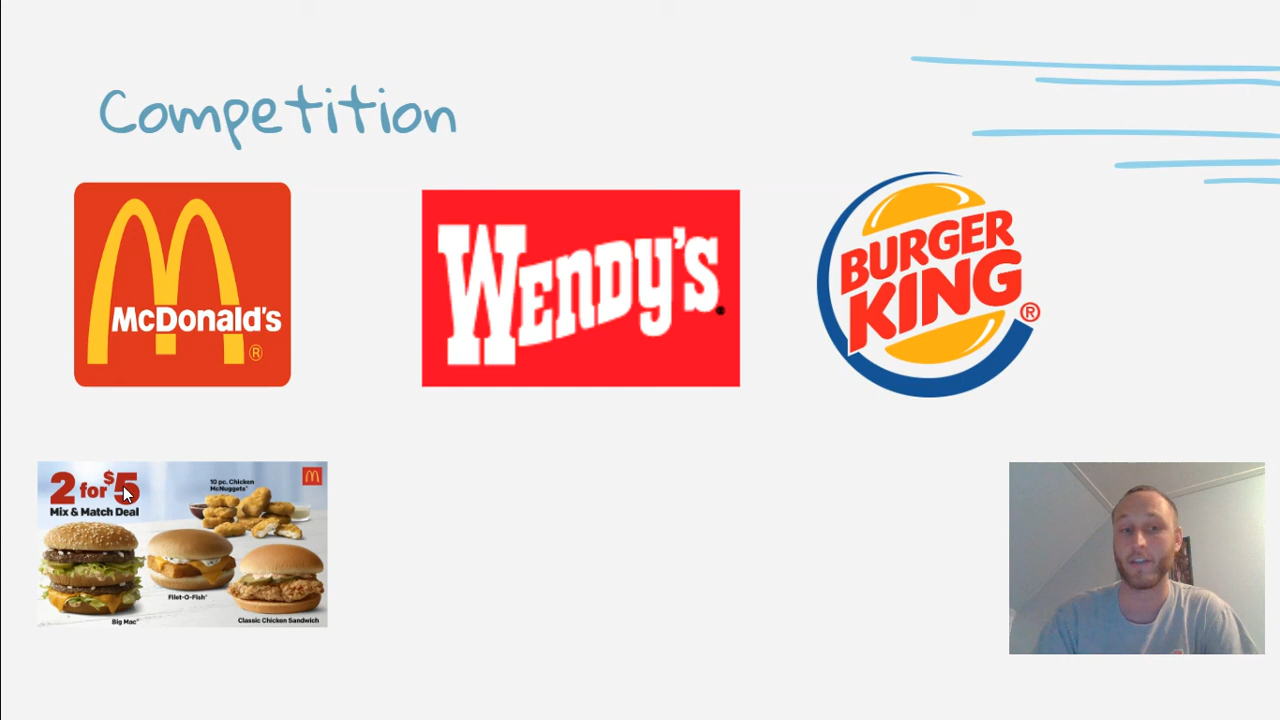 Competition
McDonald's
®
WENDY'S
BURGER
KING
®
2 for $5
Mix & Match Deal
10 pc. Chicken
McNuggets®
Big Mac®
Filet-O-Fish®
Classic Chicken Sandwich